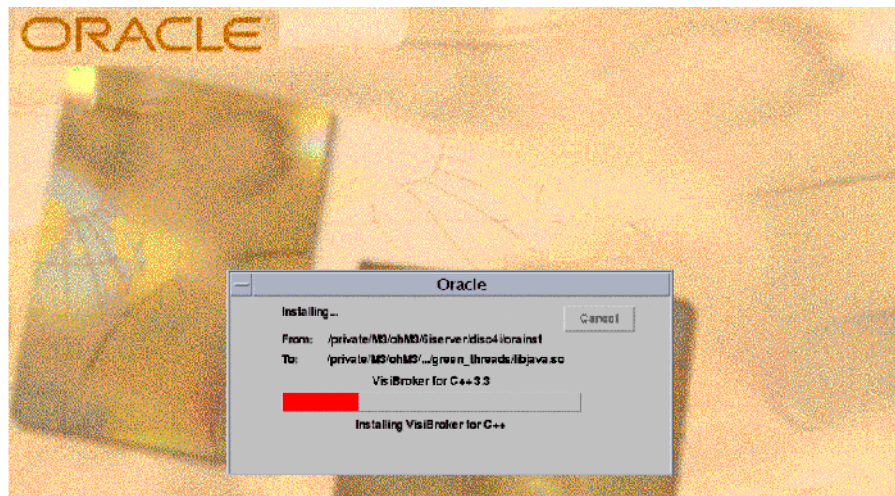 ORACLE
Oracle
Installing...
Cancel
From: /private/M3/ohM3/6iserver/disc4i/orainst
To: /private/M3/ohM3/.../green_threads/libjava.so
VisiBroker for C++ 3.3
Installing VisiBroker for C++